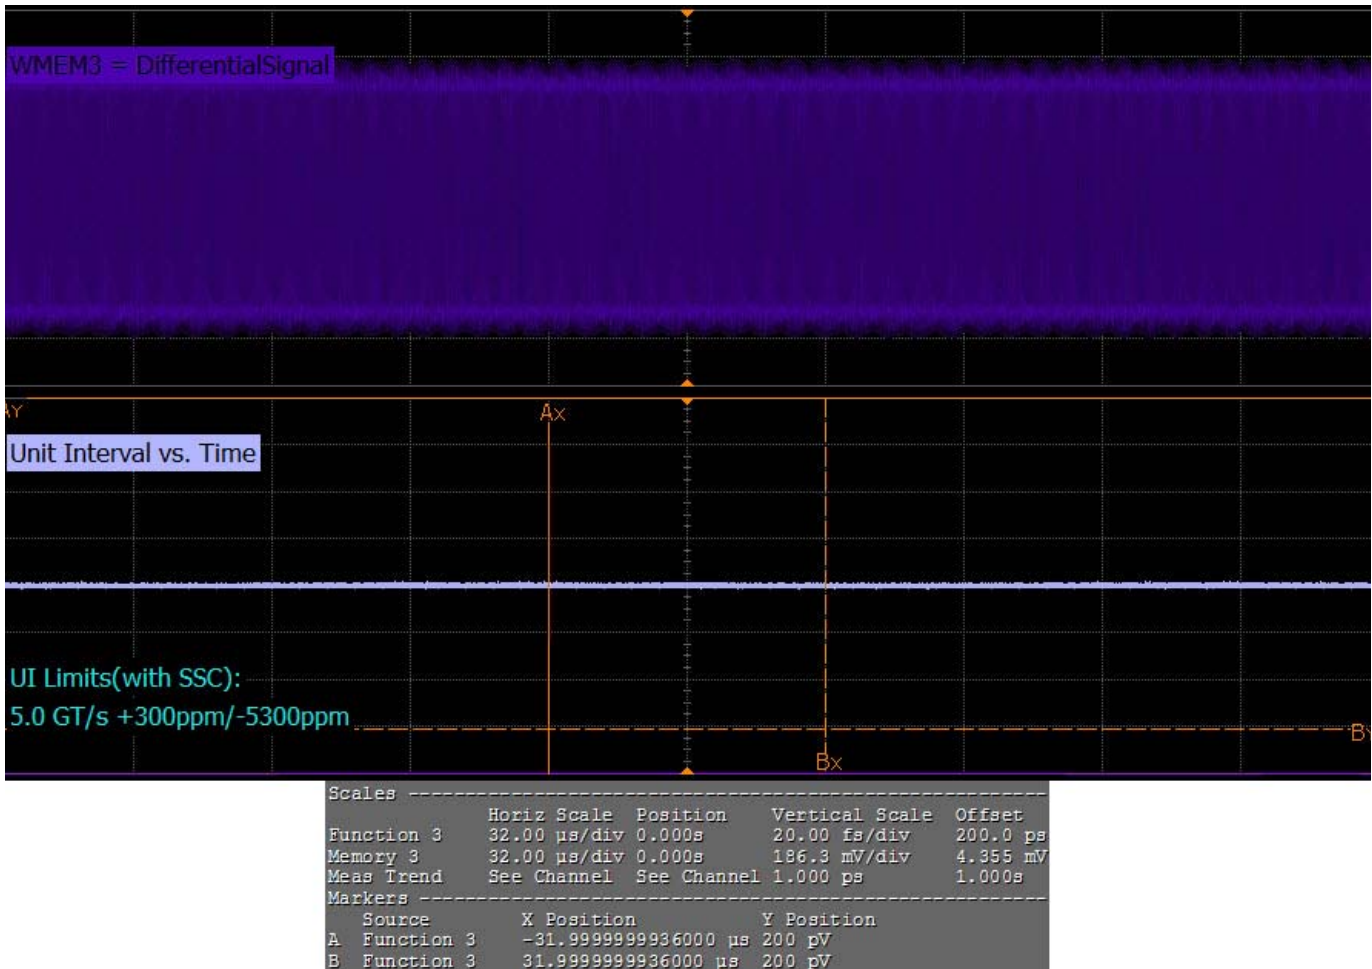 WMEM3 = DifferentialSignal
AY
Ax
Unit Interval vs. Time
UI Limits(with SSC):
5.0 GT/s +300ppm/-5300ppm
By
Bx
Scales
Horiz Scale Position Vertical Scale Offset
Function 3 32.00 µs/div 0.000s 20.00 fs/div 200.0 ps
Memory 3 32.00 µs/div 0.000s 186.3 mV/div 4.355 mV
Meas Trend See Channel See Channel 1.000 ps 1.000s
Markers
Source X Position Y Position
A Function 3 -31.9999999936000 µs 200 pV
B Function 3 31.9999999936000 µs 200 pV